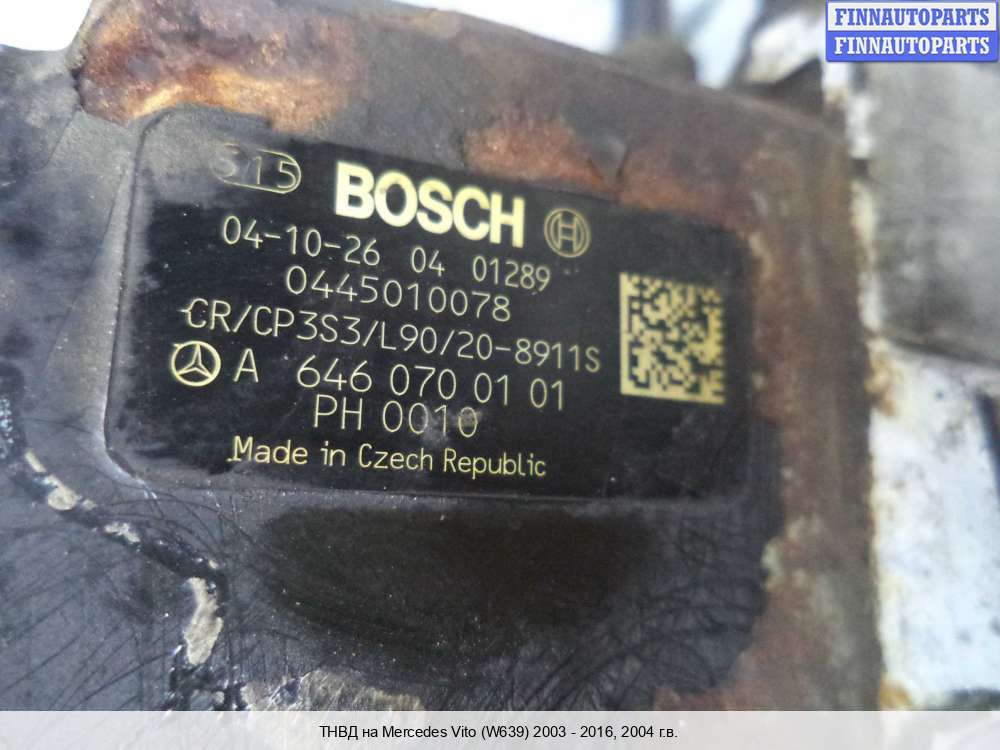 FINNAUTOPARTS
FINNAUTOPARTS
315
BOSCH
04-10-26 04 01289
0445010078
CR/CP3S3/L90/20-8911S
A 646 070 01 01
PH 0010
Made in Czech Republic
ТНВД на Mercedes Vito (W639) 2003 - 2016, 2004 г.в.